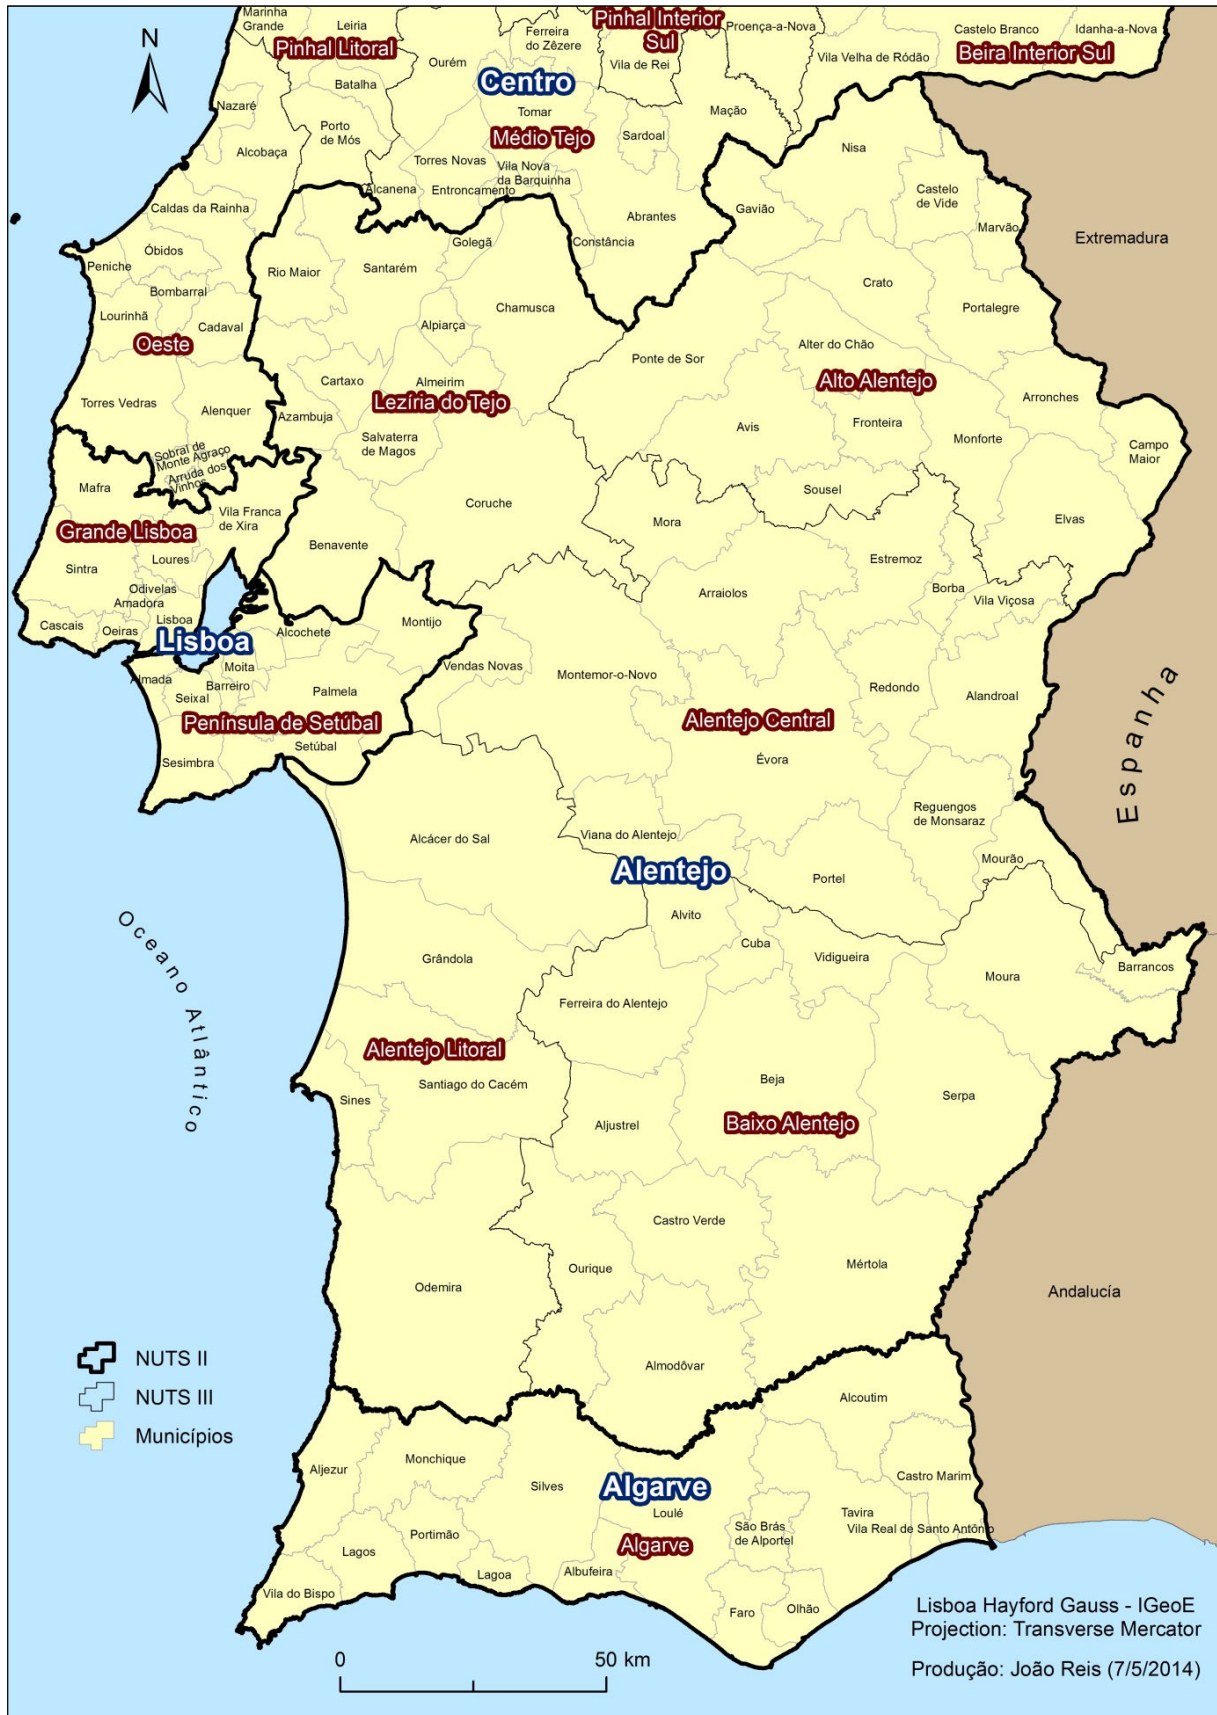 Marinha
Grande
Leiria
Pinhal Litoral
Ferreira
do Zêzere
Pinhal Interior
Sul
Proença-a-Nova
Castelo Branco
Idanha-a-Nova
Vila Velha de Ródão
Beira Interior Sul
N
Ourém
Centro
Vila de Rei
Batalha
Nazaré
Tomar
Mação
Porto
de Mós
Médio Tejo
Sardoal
Alcobaça
Nisa
Torres Novas
Vila Nova
da Barquinha
Alcanena
Entroncamento
Castelo
de Vide
Caldas da Rainha
Gavião
Abrantes
Marvão
Extremadura
Golegã
Constância
Óbidos
Peniche
Rio Maior
Santarém
Crato
Bombarral
Lourinhã
Cadaval
Chamusca
Portalegre
Alpiarça
Oeste
Ponte de Sor
Alter do Chão
Cartaxo
Almeirim
Alto Alentejo
Torres Vedras
Alenquer
Azambuja
Lezíria do Tejo
Arronches
Salvaterra
de Magos
Avis
Fronteira
Monforte
Campo
Maior
Sobral de
Monte Agraço
Arruda dos
Vinhos
Mafra
Sousel
Coruche
Vila Franca
de Xira
Mora
Elvas
Grande Lisboa
Benavente
Loures
Sintra
Estremoz
Odivelas
Amadora
Arraiolos
Borba
Vila Viçosa
Cascais
Oeiras
Lisboa
Lisboa
Alcochete
Montijo
Moita
Vendas Novas
Montemor-o-Novo
Almada
Barreiro
Seixal
Palmela
Redondo
Alandroal
Península de Setúbal
Alentejo Central
Setúbal
Sesimbra
Évora
Espanha
Reguengos
de Monsaraz
Alcácer do Sal
Viana do Alentejo
Mourão
Alentejo
Portel
Oceano Atlântico
Alvito
Cuba
Vidigueira
Grândola
Moura
Barrancos
Ferreira do Alentejo
Alentejo Litoral
Santiago do Cacém
Beja
Sines
Serpa
Aljustrel
Baixo Alentejo
Castro Verde
Ourique
Mértola
Odemira
Andalucía
NUTS II
Almodôvar
NUTS III
Alcoutim
Municípios
Monchique
Aljezur
Castro Marim
Silves
Algarve
Loulé
Tavira
São Brás
de Alportel
Vila Real de Santo António
Portimão
Algarve
Lagos
Lagoa
Albufeira
Vila do Bispo
Faro
Olhão
Lisboa Hayford Gauss - IGeoE
Projection: Transverse Mercator
0
50 km
Produção: João Reis (7/5/2014)